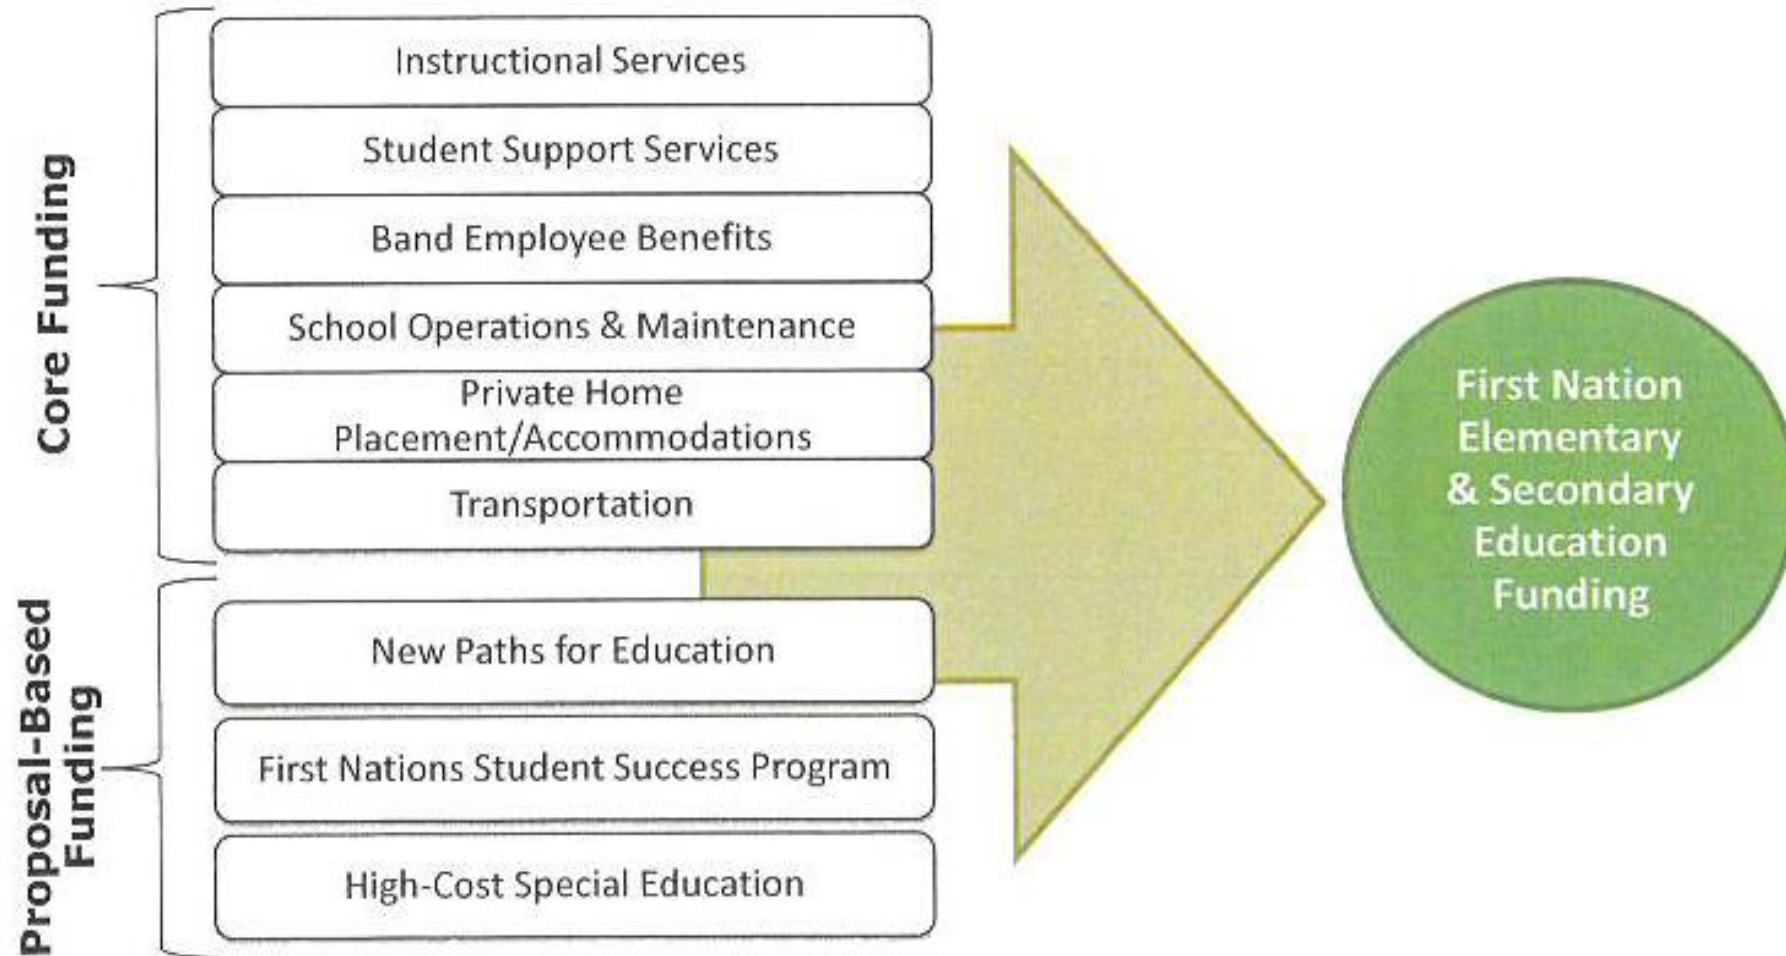 Core Funding
Instructional Services
Student Support Services
Band Employee Benefits
School Operations & Maintenance
Private Home
Placement/Accommodations
Transportation
Proposal-Based
Funding
New Paths for Education
First Nations Student Success Program
High-Cost Special Education
First Nation
Elementary
& Secondary
Education
Funding